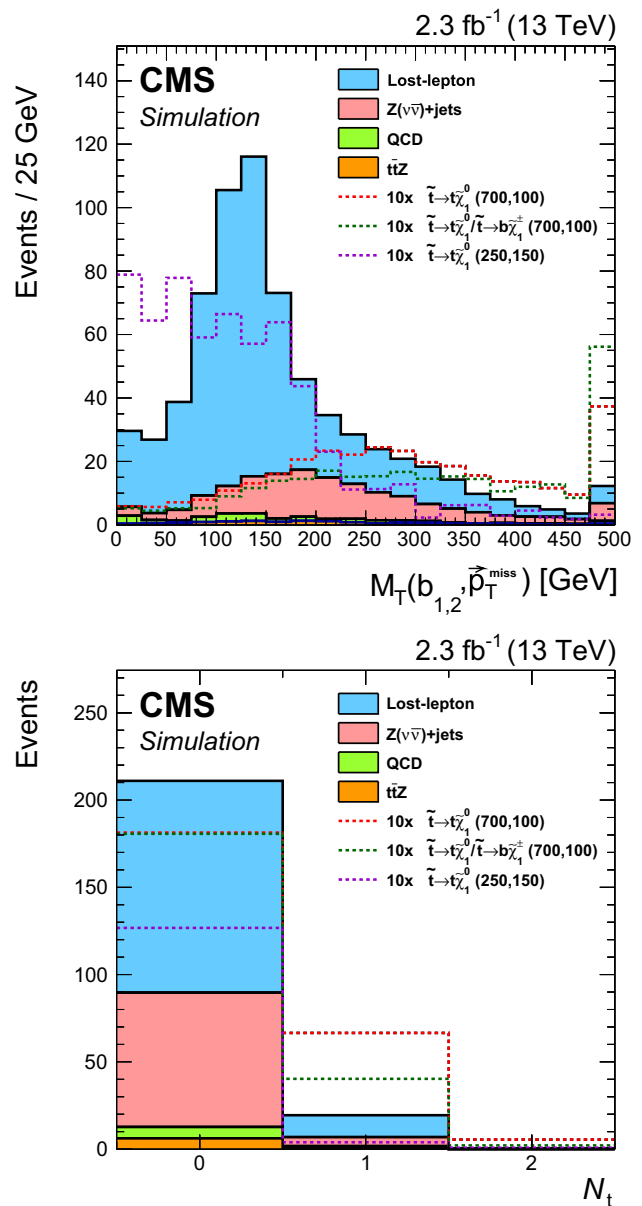 2.3 fb⁻¹ (13 TeV)
CMS
Simulation
Lost-lepton
Z(νν̄)+jets
QCD
tt̄Z
10x t̃→tχ̃₁⁰ (700,100)
10x t̃→tχ̃₁⁰/t̃→bχ̃₁± (700,100)
10x t̃→tχ̃₁⁰ (250,150)
Events / 25 GeV
140
120
100
80
60
40
20
0
0 50 100 150 200 250 300 350 400 450 500
M_T(b₁,₂,p⃗_T^miss) [GeV]
2.3 fb⁻¹ (13 TeV)
CMS
Simulation
Lost-lepton
Z(νν̄)+jets
QCD
tt̄Z
10x t̃→tχ̃₁⁰ (700,100)
10x t̃→tχ̃₁⁰/t̃→bχ̃₁± (700,100)
10x t̃→tχ̃₁⁰ (250,150)
Events
250
200
150
100
50
0
0 1 2
N_t